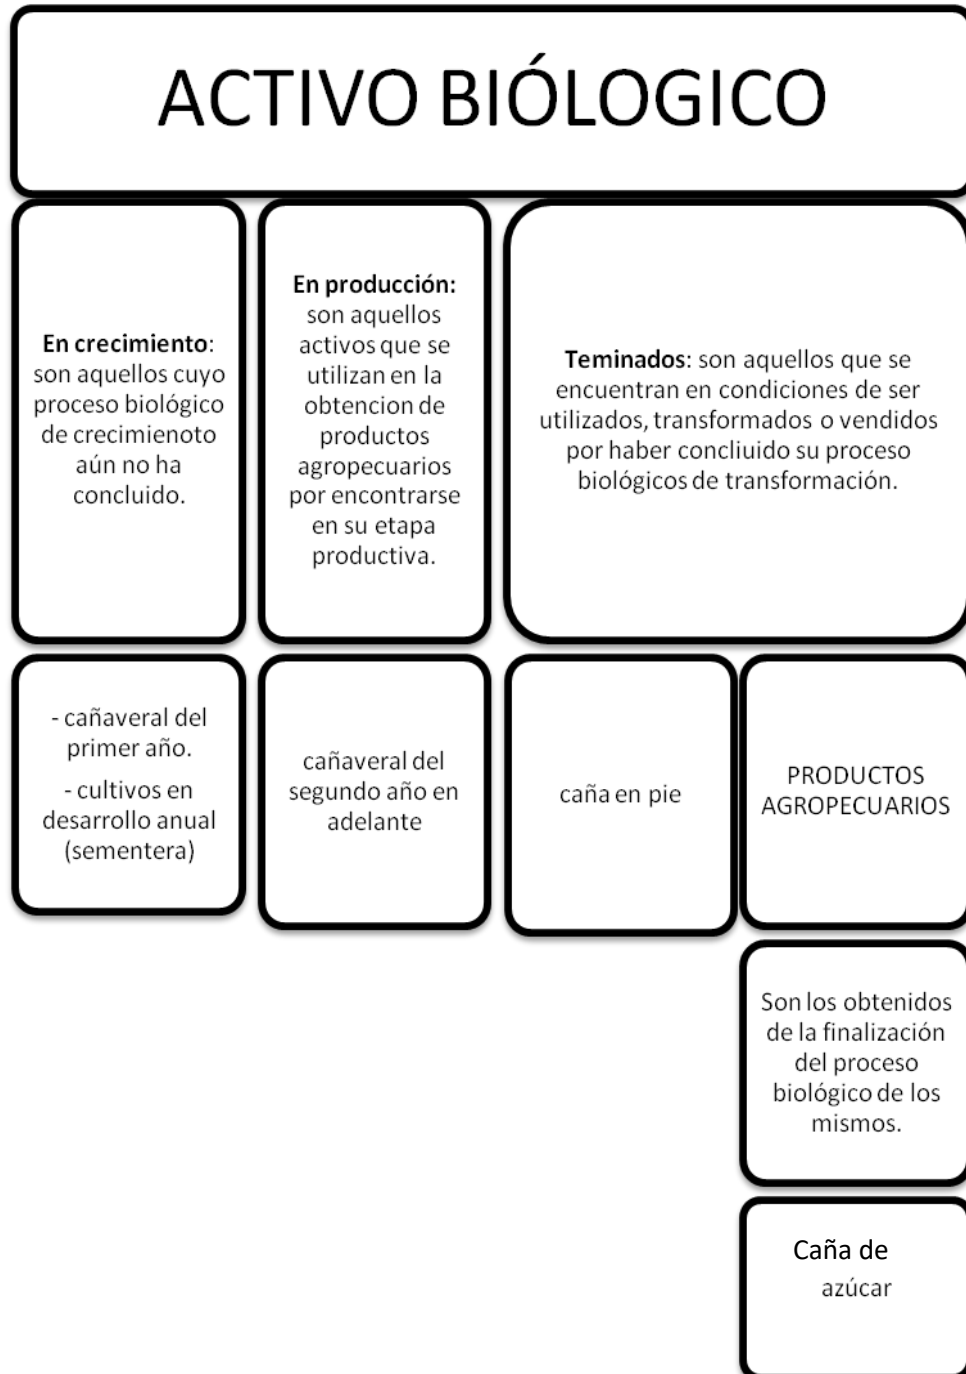 ACTIVO BIÓLOGICO
En crecimiento:
son aquellos cuyo
proceso biológico
de crecimienoto
aún no ha
concluido.
En producción:
son aquellos
activos que se
utilizan en la
obtencion de
productos
agropecuarios
por encontrarse
en su etapa
productiva.
Teminados: son aquellos que se
encuentran en condiciones de ser
utilizados, transformados o vendidos
por haber concliuido su proceso
biológicos de transformación.
- cañaveral del
primer año.
- cultivos en
desarrollo anual
(sementera)
cañaveral del
segundo año en
adelante
caña en pie
PRODUCTOS
AGROPECUARIOS
Son los obtenidos
de la finalización
del proceso
biológico de los
mismos.
Caña de
azúcar